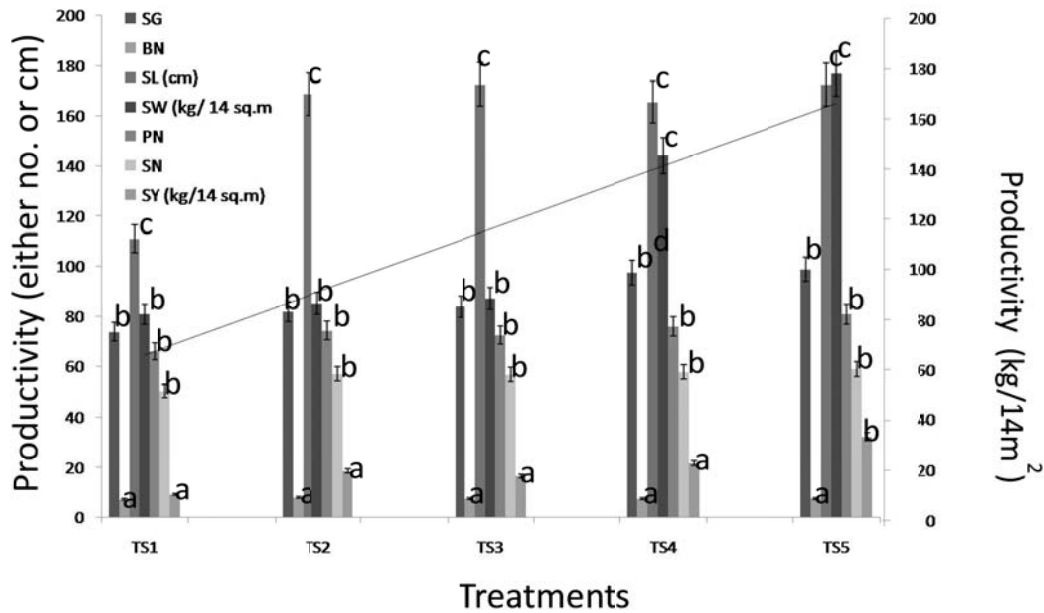 200
180
160
140
120
100
80
60
40
20
0
Productivity (either no. or cm)
SG
BN
SL (cm)
SW (kg/ 14 sq.m
PN
SN
SY (kg/14 sq.m)
b
a
c
b
b
b
a
b
a
c
b
b
b
a
b
a
c
b
b
b
a
b
a
c
c
d
b
b
a
b
a
c
c
b
b
b
200
180
160
140
120
100
80
60
40
20
0
Productivity (kg/14m²)
TS1 TS2 TS3 TS4 TS5
Treatments